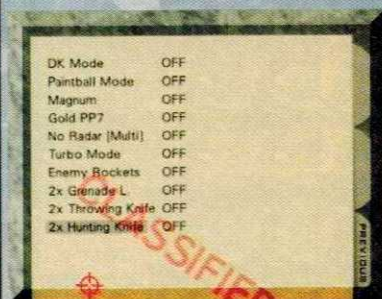 DK Mode OFF
Paintball Mode OFF
Magnum OFF
Gold PP7 OFF
No Radar [Multi] OFF
Turbo Mode OFF
Enemy Rockets OFF
2x Grenade L. OFF
2x Throwing Knife OFF
2x Hunting Knife OFF
CLASSIFIED
PREVIOUS